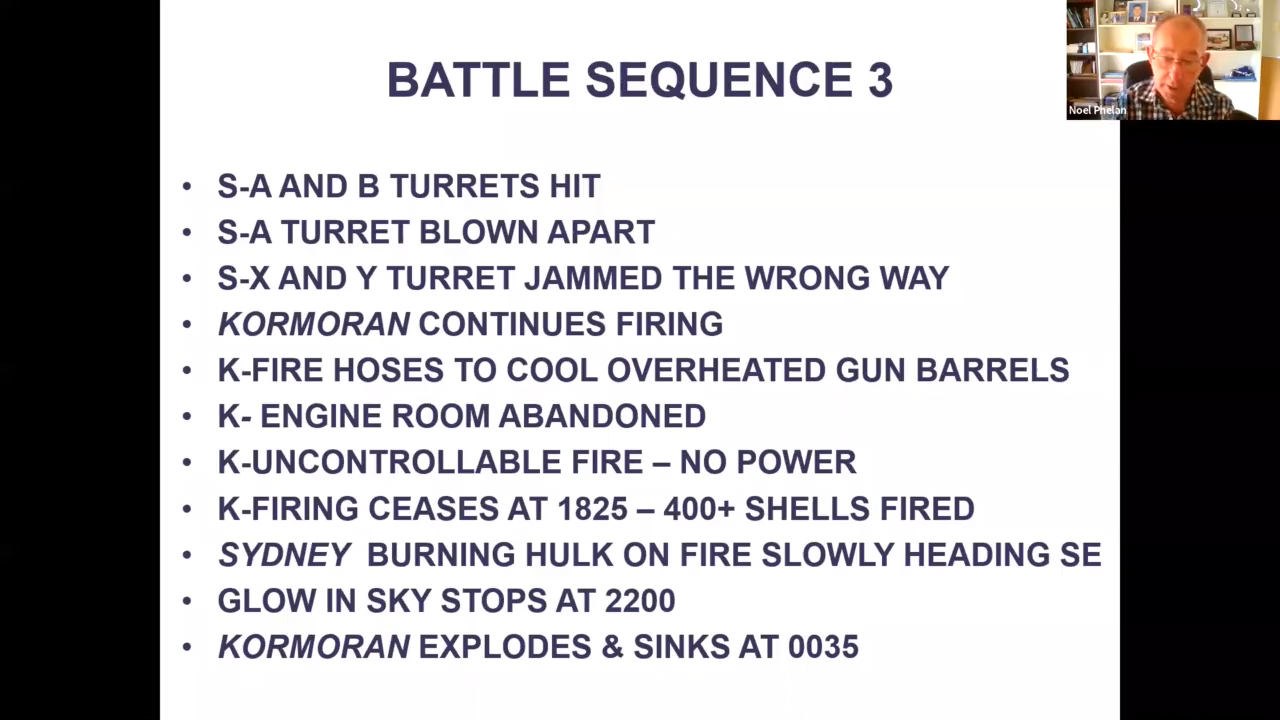 BATTLE SEQUENCE 3
Noel Phelan
• S-A AND B TURRETS HIT
• S-A TURRET BLOWN APART
• S-X AND Y TURRET JAMMED THE WRONG WAY
• KORMORAN CONTINUES FIRING
• K-FIRE HOSES TO COOL OVERHEATED GUN BARRELS
• K- ENGINE ROOM ABANDONED
• K-UNCONTROLLABLE FIRE – NO POWER
• K-FIRING CEASES AT 1825 – 400+ SHELLS FIRED
• SYDNEY BURNING HULK ON FIRE SLOWLY HEADING SE
• GLOW IN SKY STOPS AT 2200
• KORMORAN EXPLODES & SINKS AT 0035